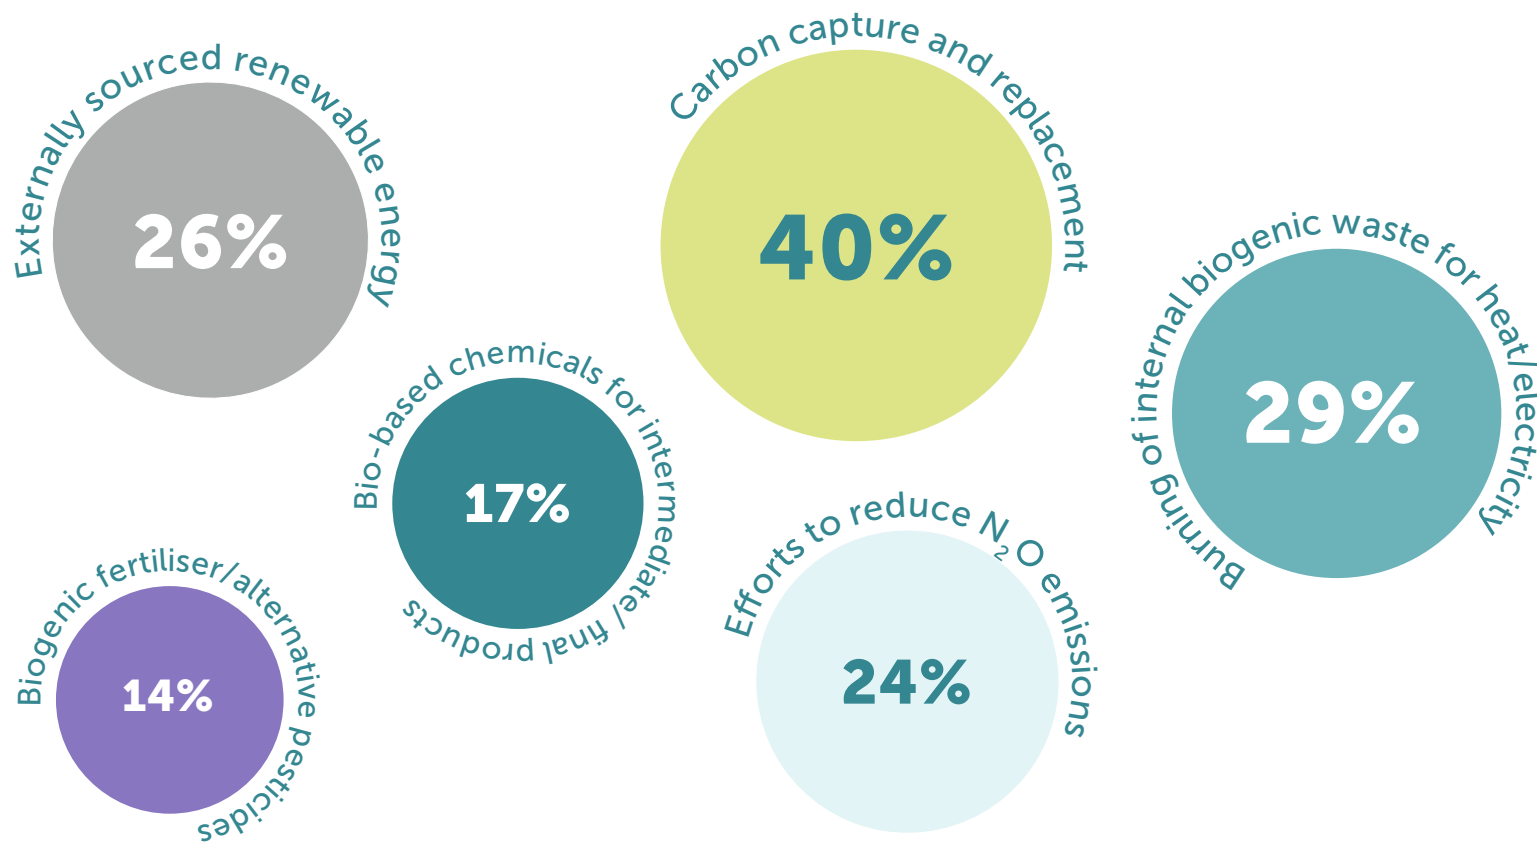 Externally sourced renewable energy
26%
Carbon capture and replacement
40%
Burning of internal biogenic waste for heat/electricity
29%
Bio-based chemicals for intermediate/ final products
17%
Efforts to reduce N₂O emissions
24%
Biogenic fertiliser/alternative pesticides
14%